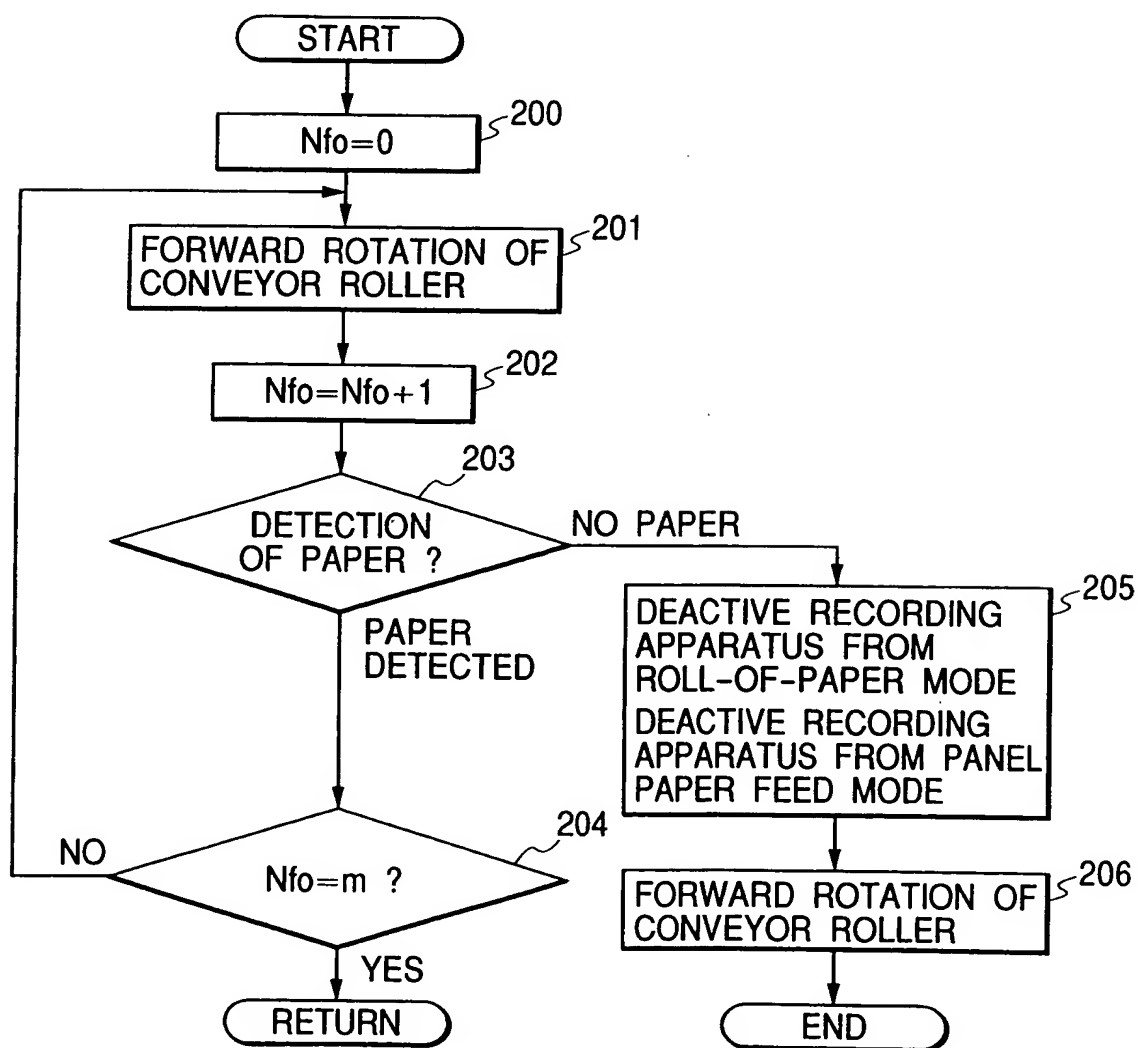 START
200
Nfo=0
201
FORWARD ROTATION OF
CONVEYOR ROLLER
202
Nfo=Nfo+1
203
DETECTION
OF PAPER ?
NO PAPER
PAPER
DETECTED
205
DEACTIVE RECORDING
APPARATUS FROM
ROLL-OF-PAPER MODE
DEACTIVE RECORDING
APPARATUS FROM PANEL
PAPER FEED MODE
204
NO
Nfo=m ?
206
FORWARD ROTATION OF
CONVEYOR ROLLER
YES
RETURN
END